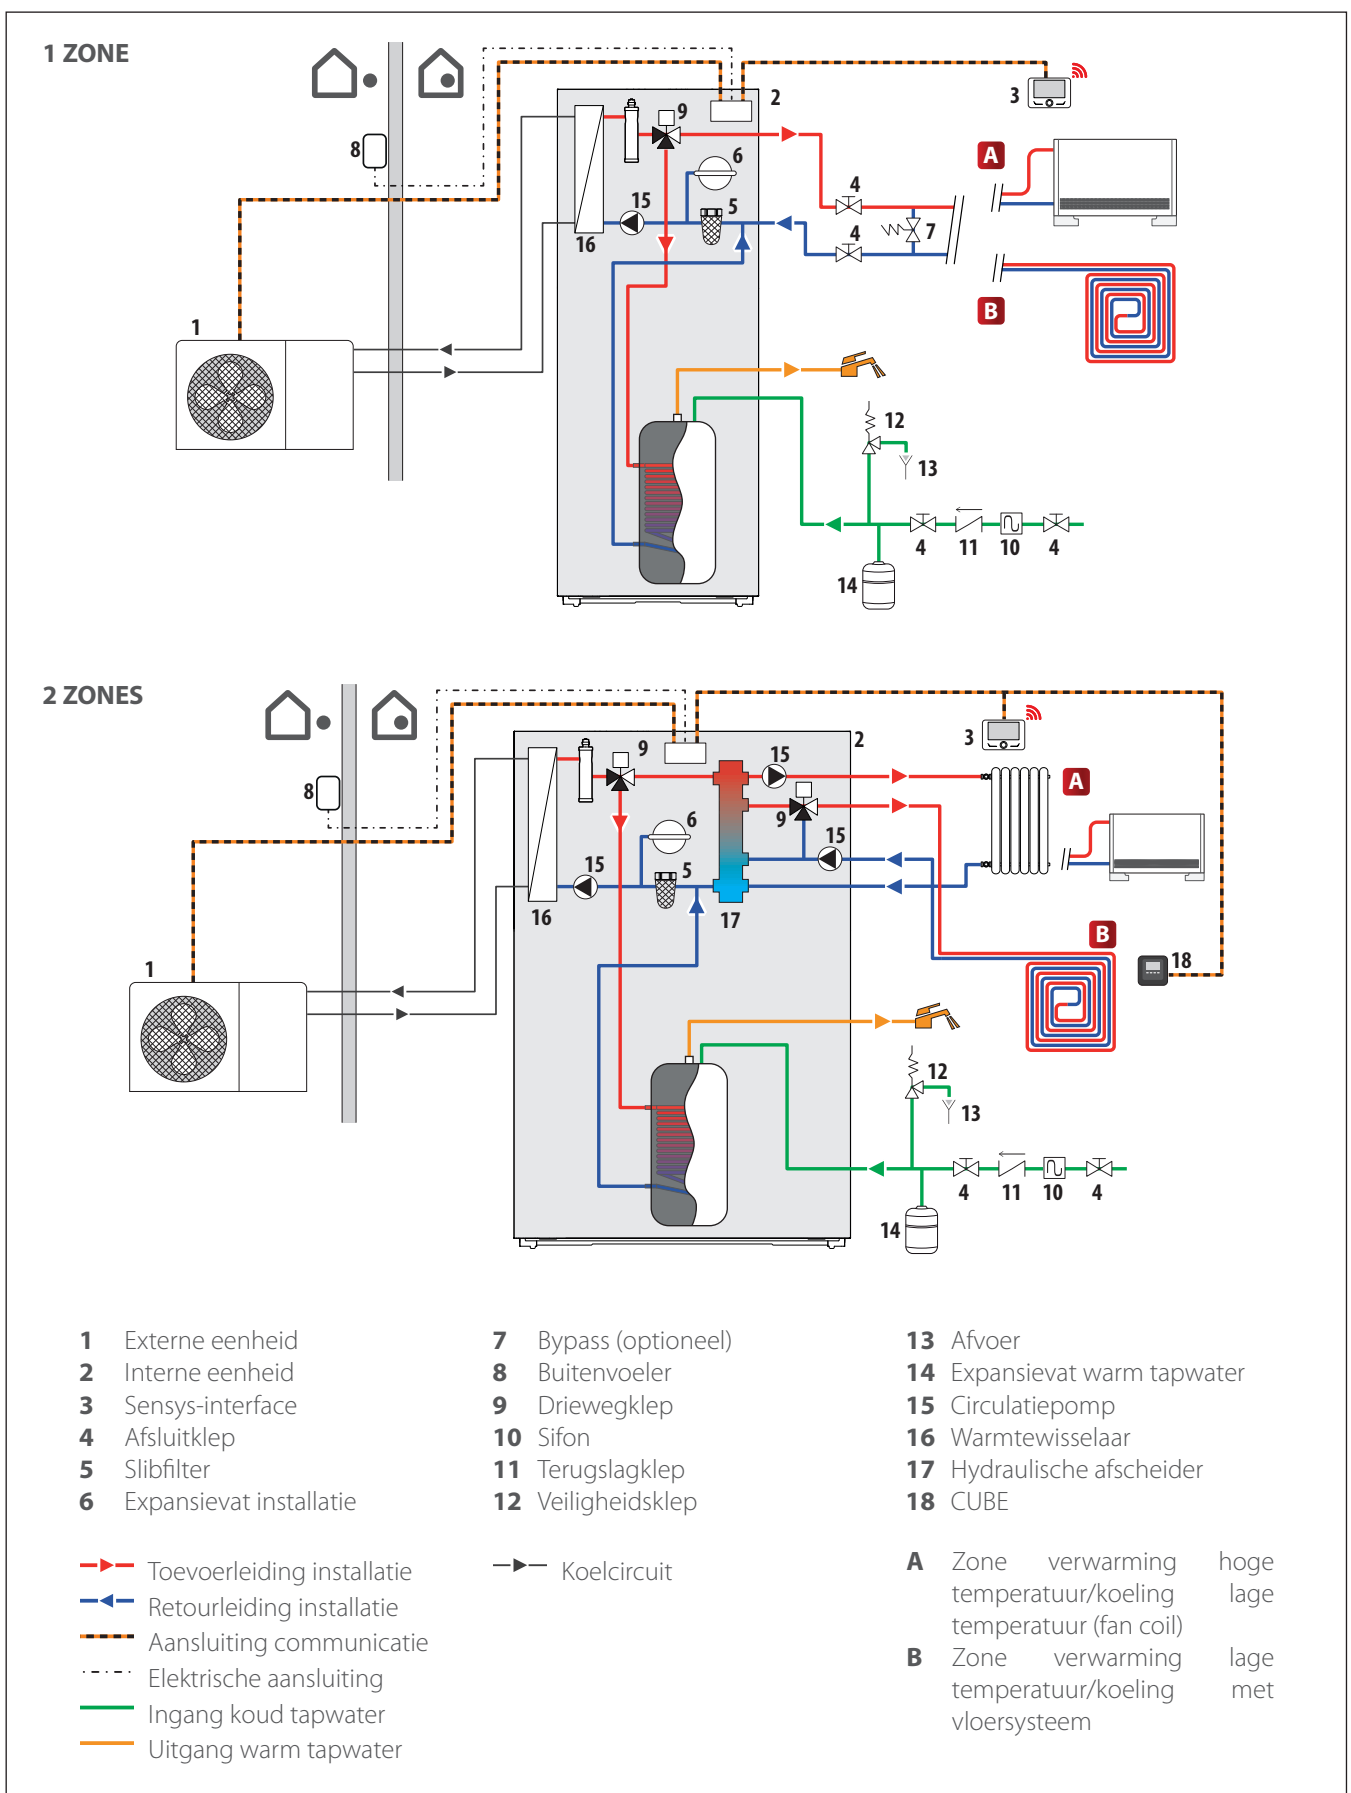 1 ZONE
2
9
3
8
A
6
4
15
5
4
7
16
B
1
12
13
4
11
10
4
14
2 ZONES
9
15
2
3
A
8
6
9
15
15
5
16
17
B
18
1
12
13
4
11
10
4
14
1 Externe eenheid
2 Interne eenheid
3 Sensys-interface
4 Afsluitklep
5 Slibfilter
6 Expansievat installatie
7 Bypass (optioneel)
8 Buitenvoeler
9 Driewegklep
10 Sifon
11 Terugslagklep
12 Veiligheidsklep
13 Afvoer
14 Expansievat warm tapwater
15 Circulatiepomp
16 Warmtewisselaar
17 Hydraulische afscheider
18 CUBE
Toevoerleiding installatie
Retourleiding installatie
Aansluiting communicatie
Elektrische aansluiting
Ingang koud tapwater
Uitgang warm tapwater
Koelcircuit
A Zone verwarming hoge
temperatuur/koeling lage
temperatuur (fan coil)
B Zone verwarming lage
temperatuur/koeling met
vloersysteem